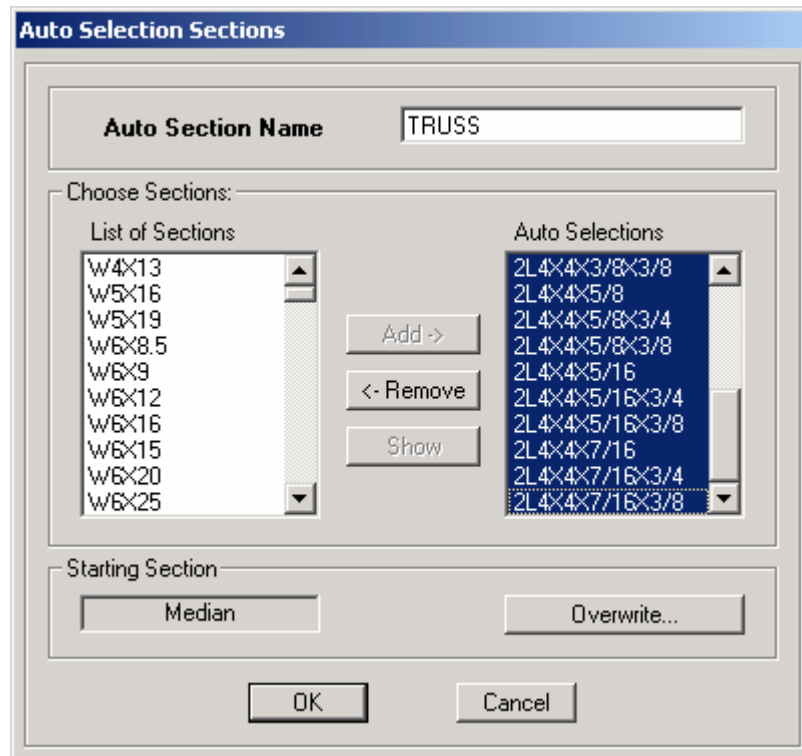 Auto Selection Sections
Auto Section Name
TRUSS
Choose Sections:
List of Sections
W4X13
W5X16
W5X19
W6X8.5
W6X9
W6X12
W6X16
W6X15
W6X20
W6X25
Add ->
<- Remove
Show
Auto Selections
2L4X4X3/8X3/8
2L4X4X5/8
2L4X4X5/8X3/4
2L4X4X5/8X3/8
2L4X4X5/16
2L4X4X5/16X3/4
2L4X4X5/16X3/8
2L4X4X7/16
2L4X4X7/16X3/4
2L4X4X7/16X3/8
Starting Section
Median
Overwrite...
OK
Cancel